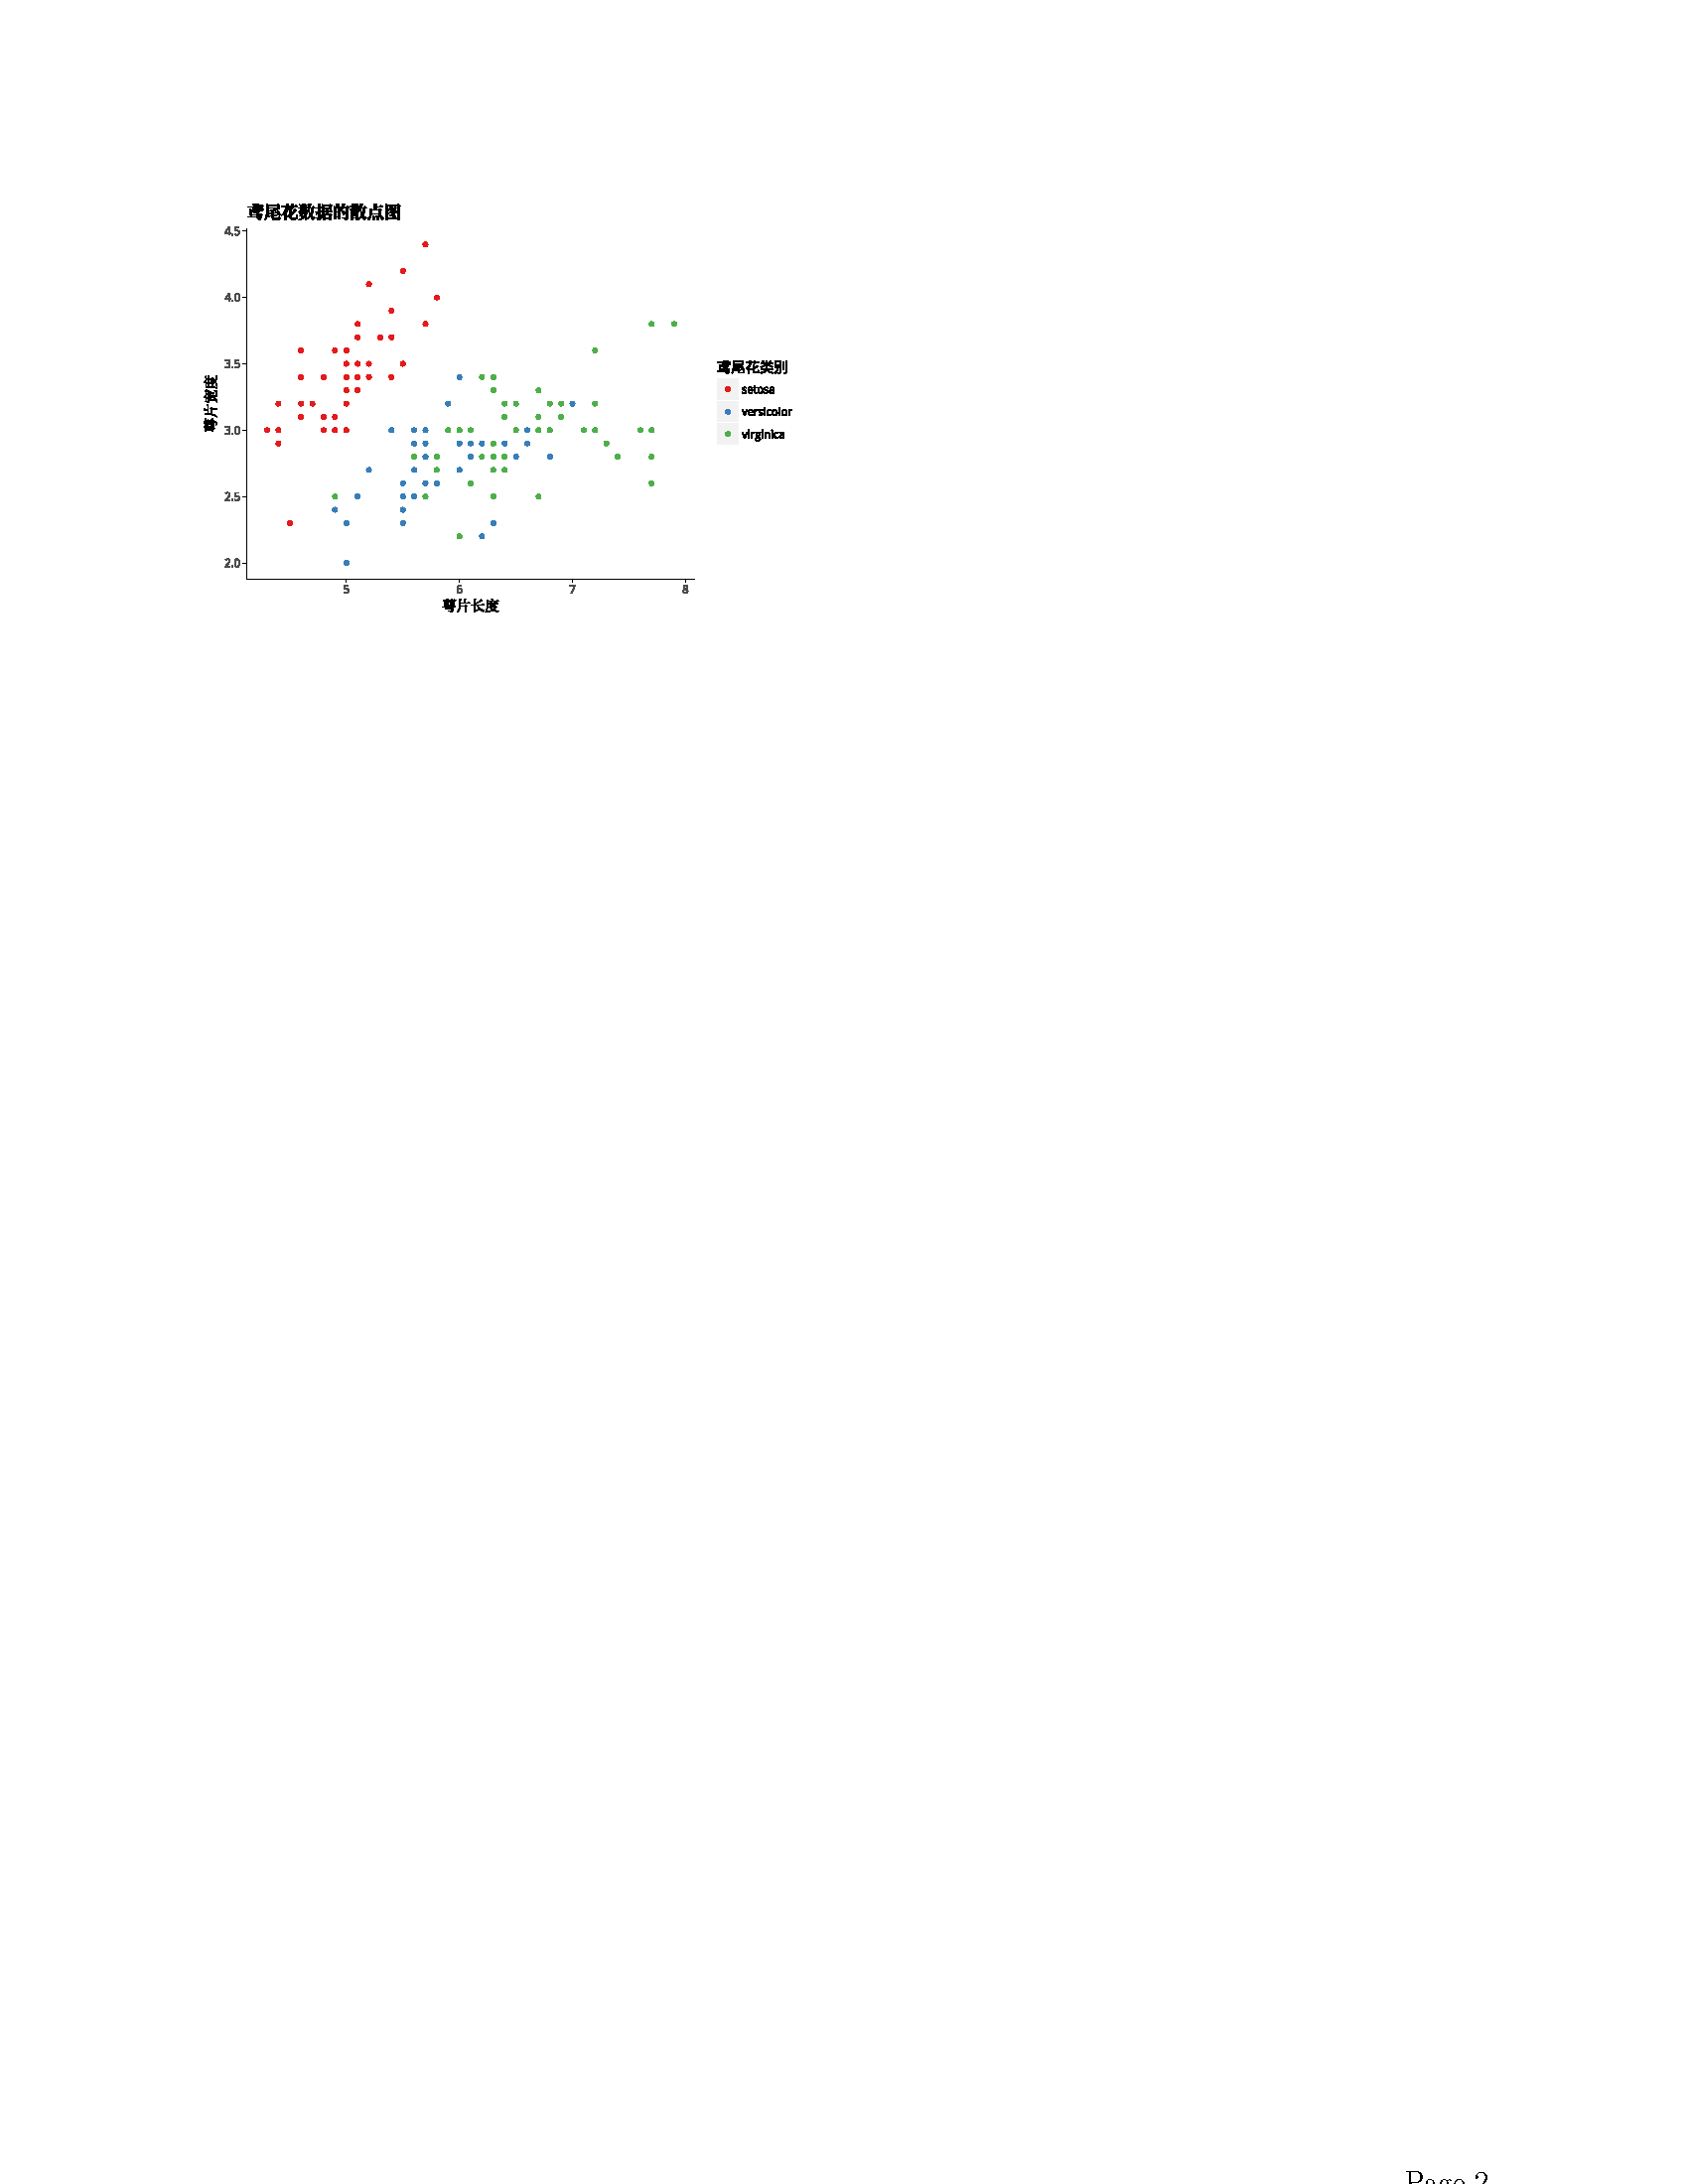 鸢尾花数据的散点图
4.5
4.0
3.5
3.0
2.5
2.0
萼片宽度
5 6 7 8
萼片长度
鸢尾花类别
setosa
versicolor
virginica
Page 2